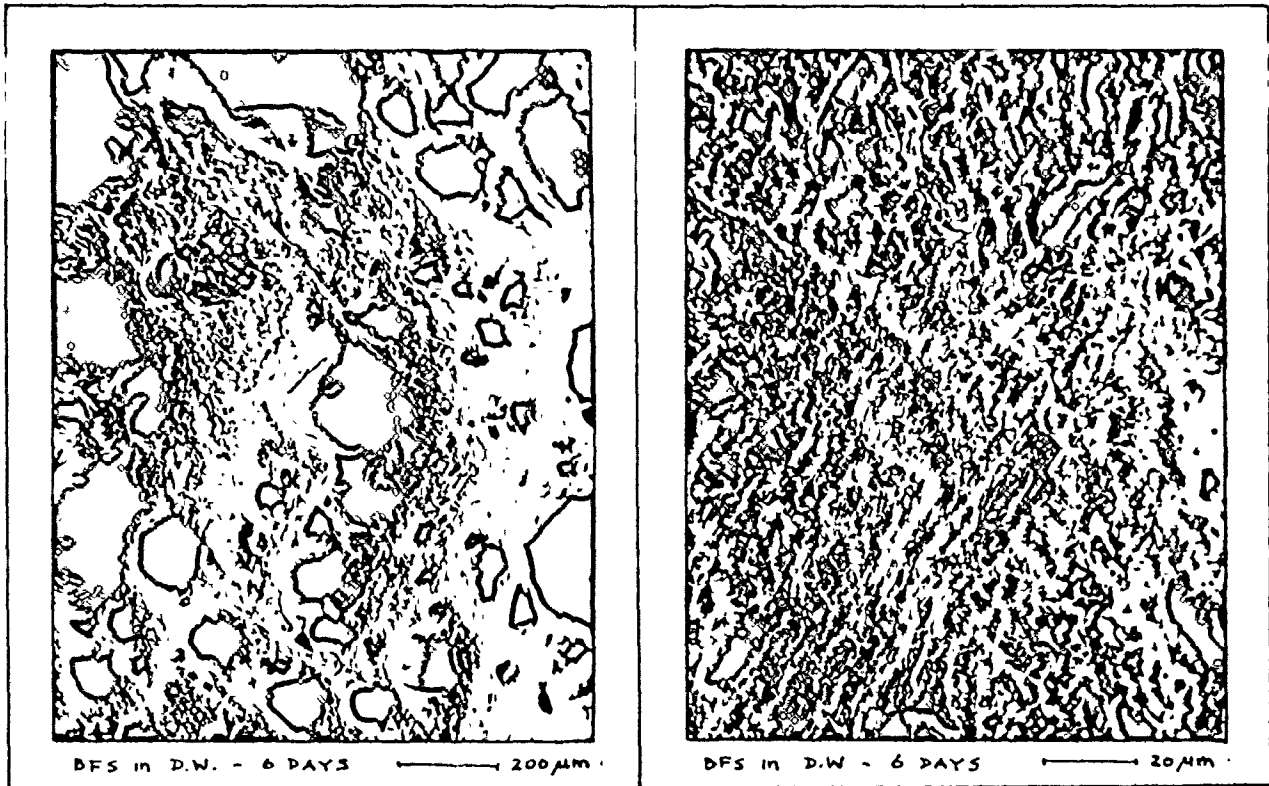 BFS in D.W. - 6 DAYS 200 μm.
BFS in D.W - 6 DAYS 20 μm.